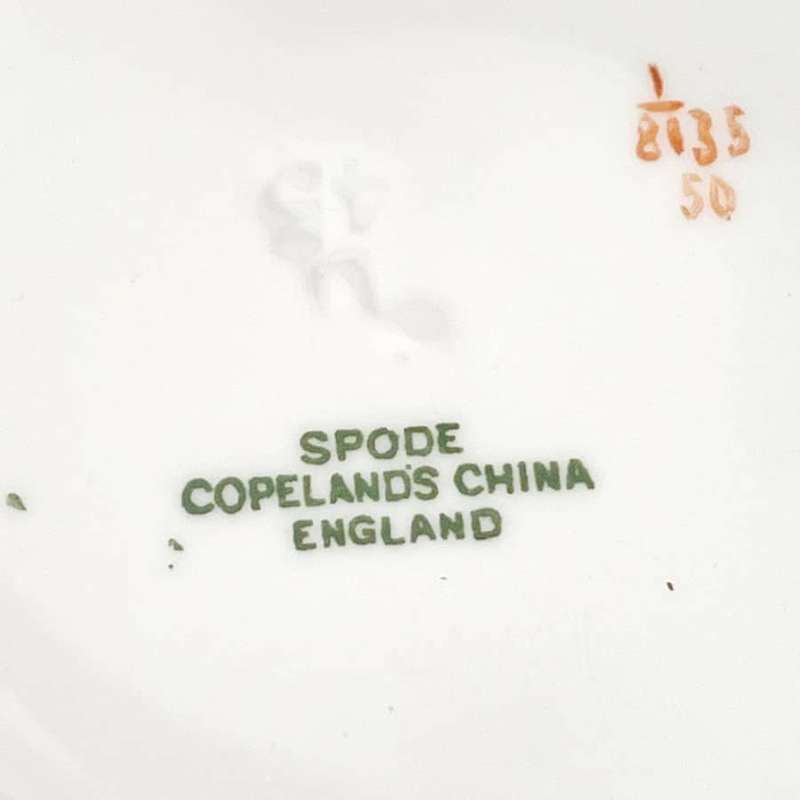 1/8135
50
SPODE
COPELAND'S CHINA
ENGLAND